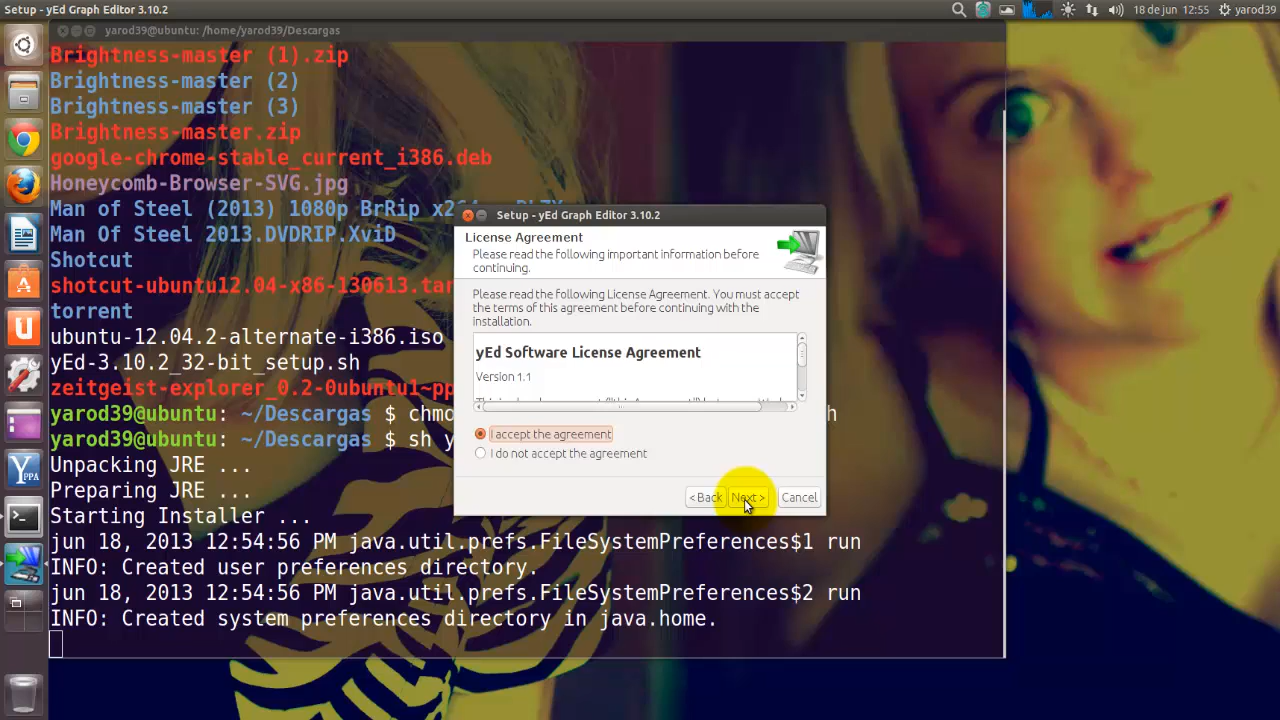 Setup - yEd Graph Editor 3.10.2
18 de jun 12:55 yarod39
yarod39@ubuntu: /home/yarod39/Descargas
Brightness-master (1).zip
Brightness-master (2)
Brightness-master (3)
Brightness-master.zip
google-chrome-stable_current_i386.deb
Honeycomb-Browser-SVG.jpg
Man of Steel (2013) 1080p BrRip x264
Man Of Steel 2013.DVDRIP.XviD
Shotcut
shotcut-ubuntu12.04-x86-130613.tar
torrent
ubuntu-12.04.2-alternate-i386.iso
yEd-3.10.2_32-bit_setup.sh
zeitgeist-explorer_0.2-0ubuntu1~pp
yarod39@ubuntu: ~/Descargas $ chmo h
yarod39@ubuntu: ~/Descargas $ sh y
Unpacking JRE ...
Preparing JRE ...
Starting Installer ...
jun 18, 2013 12:54:56 PM java.util.prefs.FileSystemPreferences$1 run
INFO: Created user preferences directory.
jun 18, 2013 12:54:56 PM java.util.prefs.FileSystemPreferences$2 run
INFO: Created system preferences directory in java.home.
Setup - yEd Graph Editor 3.10.2
License Agreement
Please read the following important information before
continuing.
Please read the following License Agreement. You must accept
the terms of this agreement before continuing with the
installation.
yEd Software License Agreement
Version 1.1
I accept the agreement
I do not accept the agreement
< Back Next > Cancel
YPPA